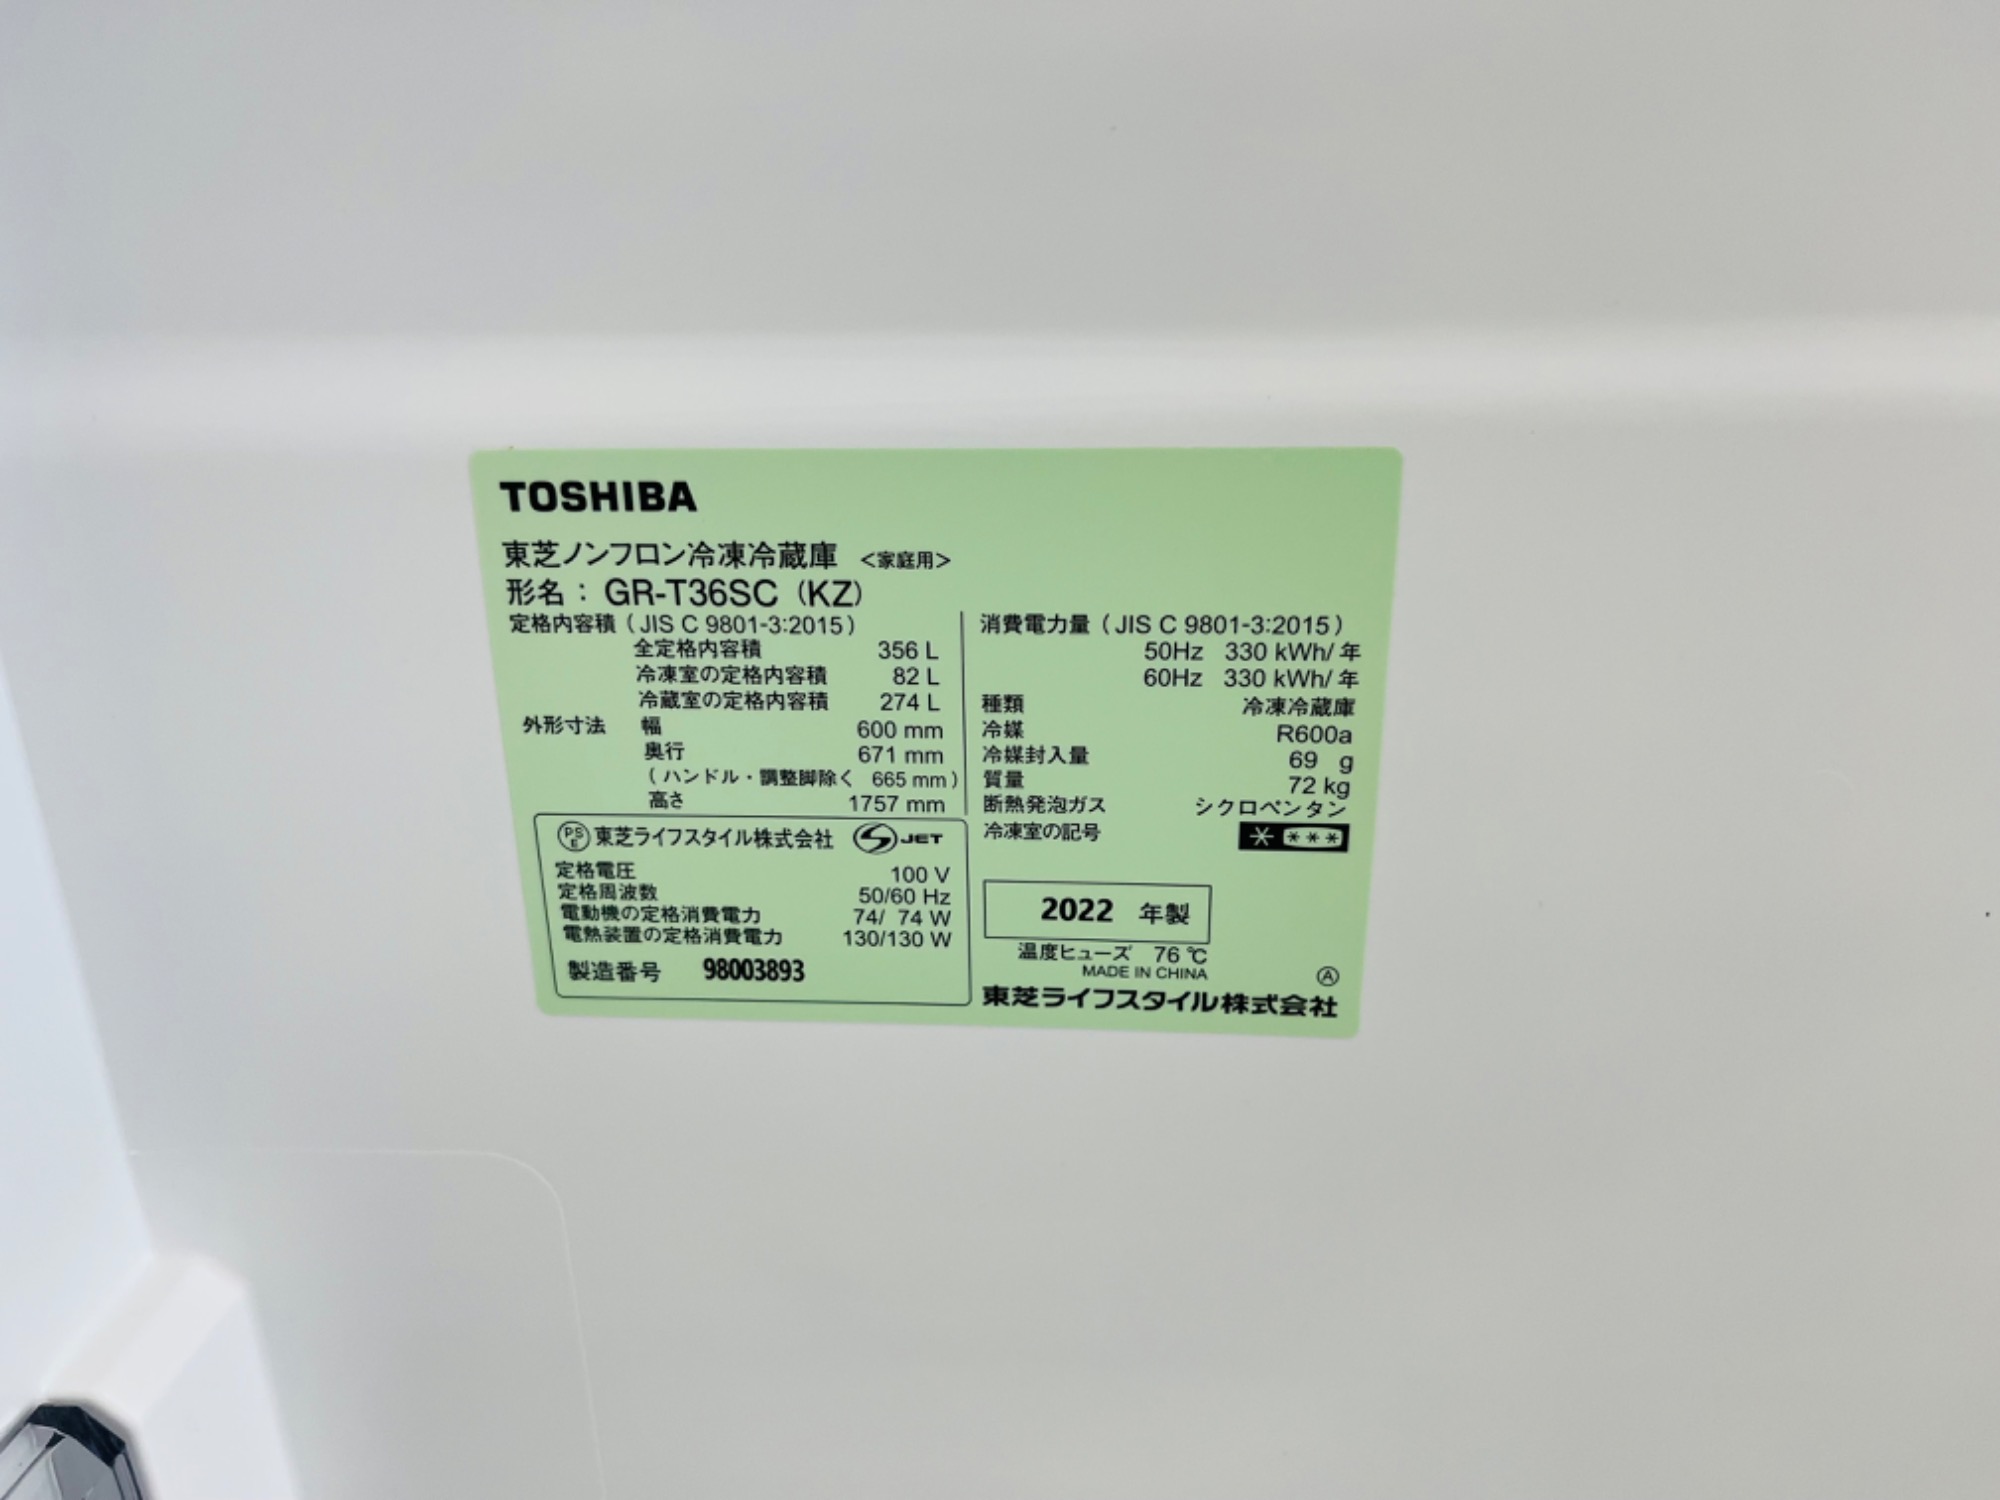 TOSHIBA
東芝ノンフロン冷凍冷蔵庫 <家庭用>
形名：GR-T36SC (KZ)
定格内容積 ( JIS C 9801-3:2015 )
全定格内容積 356 L
冷凍室の定格内容積 82 L
冷蔵室の定格内容積 274 L
外形寸法 幅 600 mm
奥行 671 mm
( ハンドル・調整脚除く 665 mm )
高さ 1757 mm
PSE 東芝ライフスタイル株式会社 S JET
定格電圧 100 V
定格周波数 50/60 Hz
電動機の定格消費電力 74/ 74 W
電熱装置の定格消費電力 130/130 W
製造番号 98003893
消費電力量 ( JIS C 9801-3:2015 )
50Hz 330 kWh/ 年
60Hz 330 kWh/ 年
種類 冷凍冷蔵庫
冷媒 R600a
冷媒封入量 69 g
質量 72 kg
断熱発泡ガス シクロペンタン
冷凍室の記号 * ***
2022 年製
温度ヒューズ 76 ℃
MADE IN CHINA Ⓐ
東芝ライフスタイル株式会社